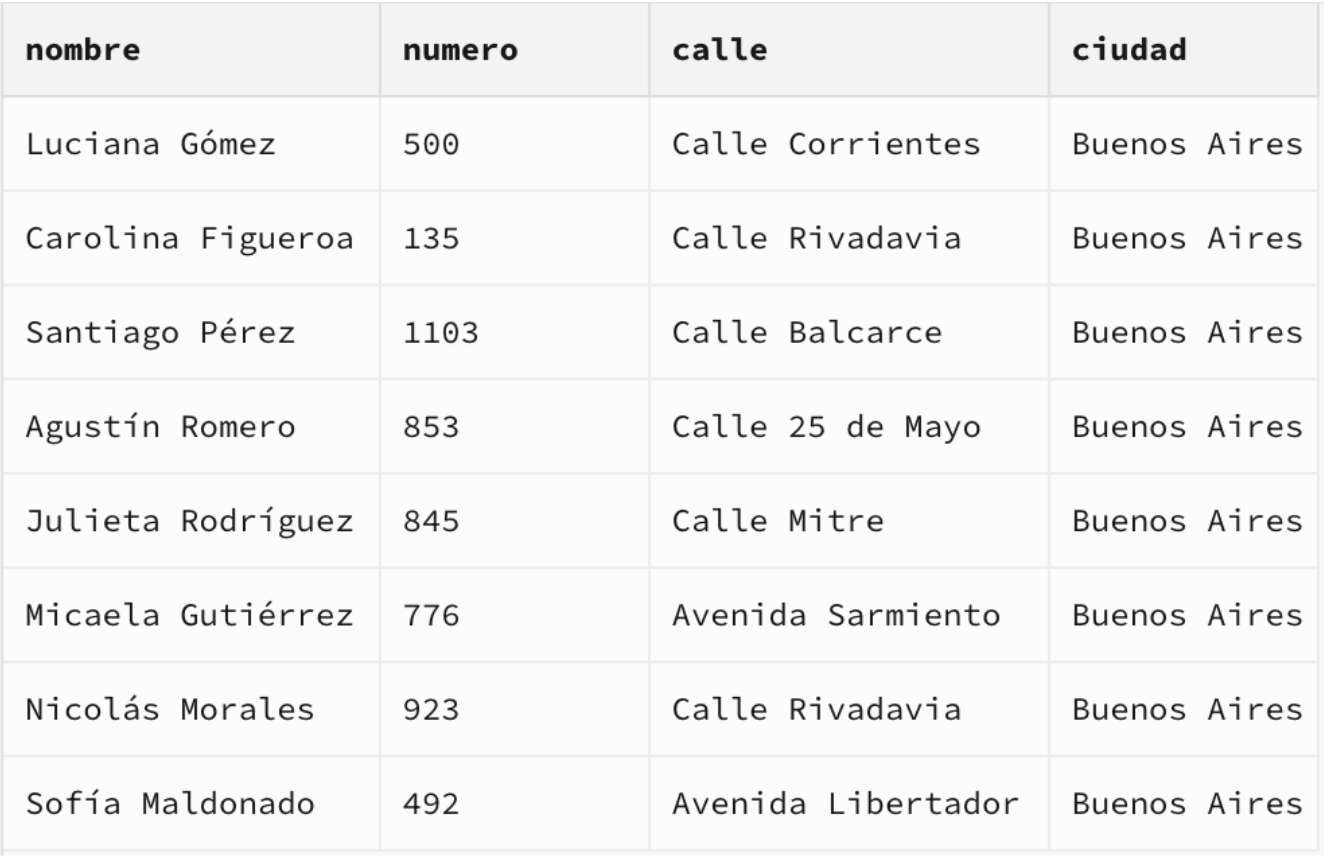 nombre numero calle ciudad
Luciana Gómez 500 Calle Corrientes Buenos Aires
Carolina Figueroa 135 Calle Rivadavia Buenos Aires
Santiago Pérez 1103 Calle Balcarce Buenos Aires
Agustín Romero 853 Calle 25 de Mayo Buenos Aires
Julieta Rodríguez 845 Calle Mitre Buenos Aires
Micaela Gutiérrez 776 Avenida Sarmiento Buenos Aires
Nicolás Morales 923 Calle Rivadavia Buenos Aires
Sofía Maldonado 492 Avenida Libertador Buenos Aires